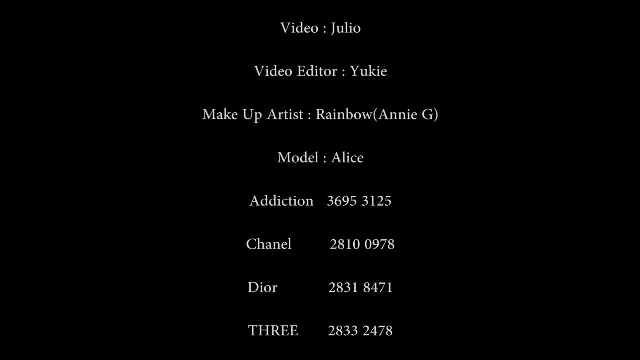 Video : Julio
Video Editor : Yukie
Make Up Artist : Rainbow(Annie G)
Model : Alice
Addiction 3695 3125
Chanel 2810 0978
Dior 2831 8471
THREE 2833 2478